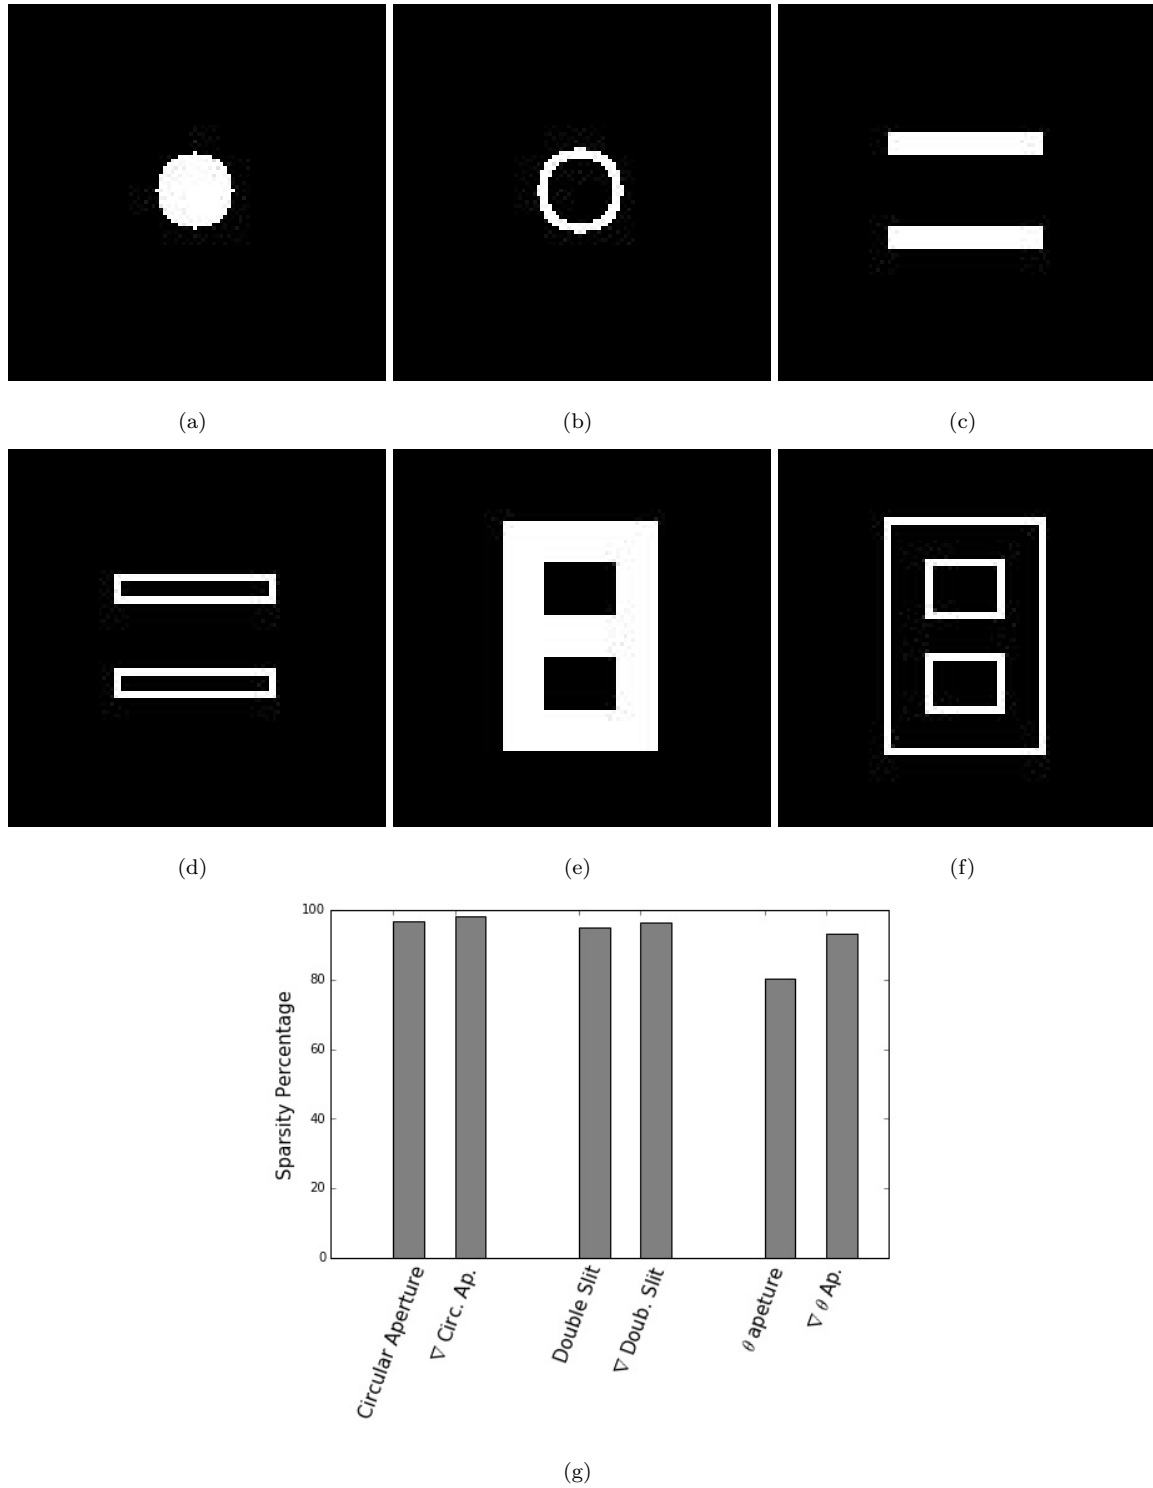 (a)
(b)
(c)
(d)
(e)
(f)
100
80
60
40
20
0
Sparsity Percentage
Circular Aperture
∇ Circ. Ap.
Double Slit
∇ Doub. Slit
θ apeture
∇ θ Ap.
(g)